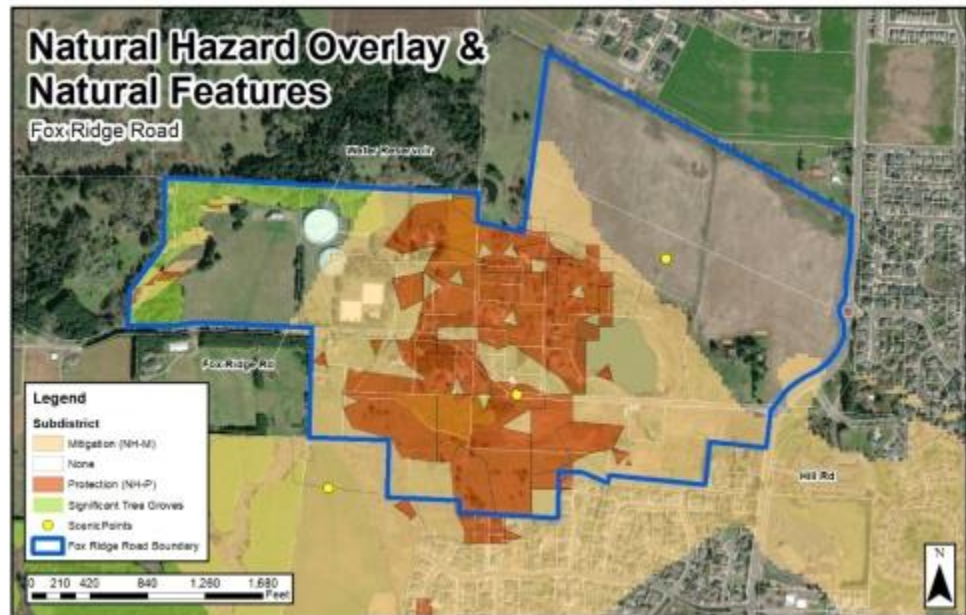 Natural Hazard Overlay &
Natural Features
Fox Ridge Road
Water Reservoir
Fox Ridge Rd
Hill Rd
Legend
Subdistrict
Mitigation (NH-M)
None
Protection (NH-P)
Significant Tree Groves
Scenic Points
Fox Ridge Road Boundary
0 210 420 840 1,260 1,680
Feet
N